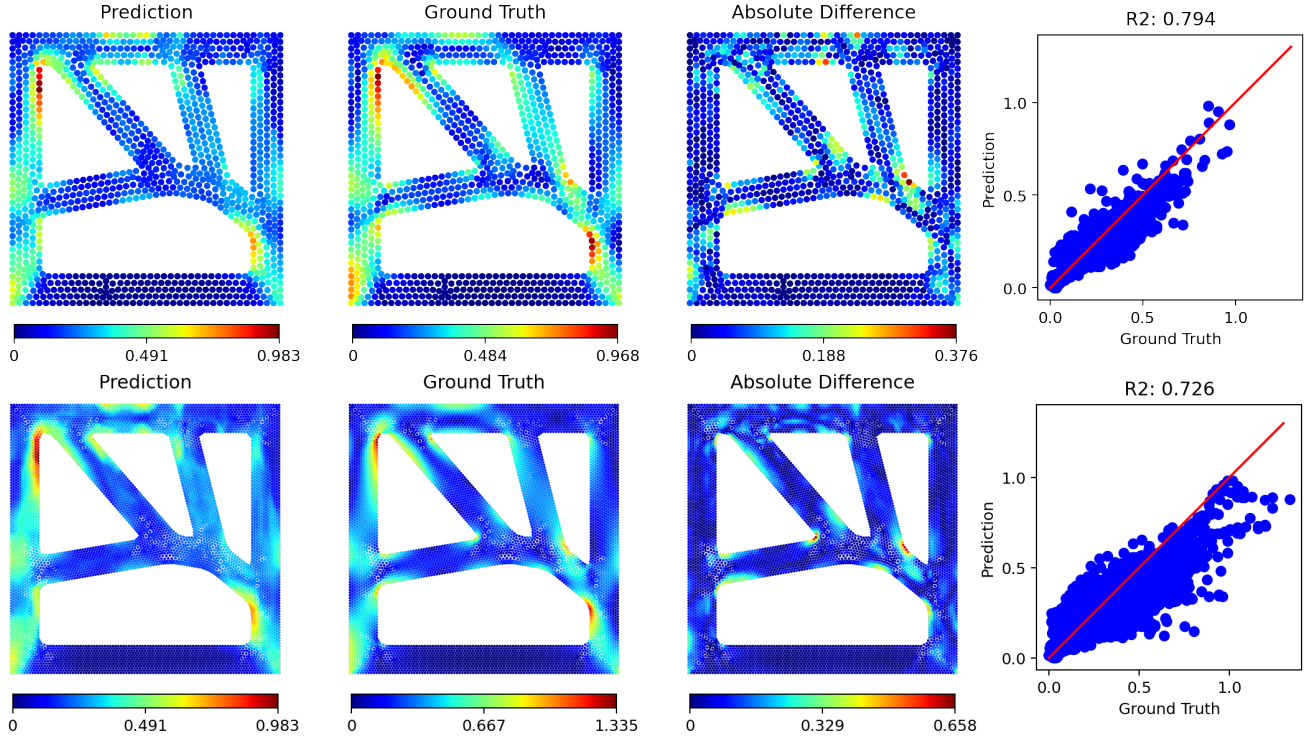 Prediction
Ground Truth
Absolute Difference
R2: 0.794
1.0
0.5
0.0
Prediction
0.0
0.5
1.0
Ground Truth
0
0.491
0.983
0
0.484
0.968
0
0.188
0.376
Prediction
Ground Truth
Absolute Difference
R2: 0.726
1.0
0.5
0.0
Prediction
0.0
0.5
1.0
Ground Truth
0
0.491
0.983
0
0.667
1.335
0
0.329
0.658